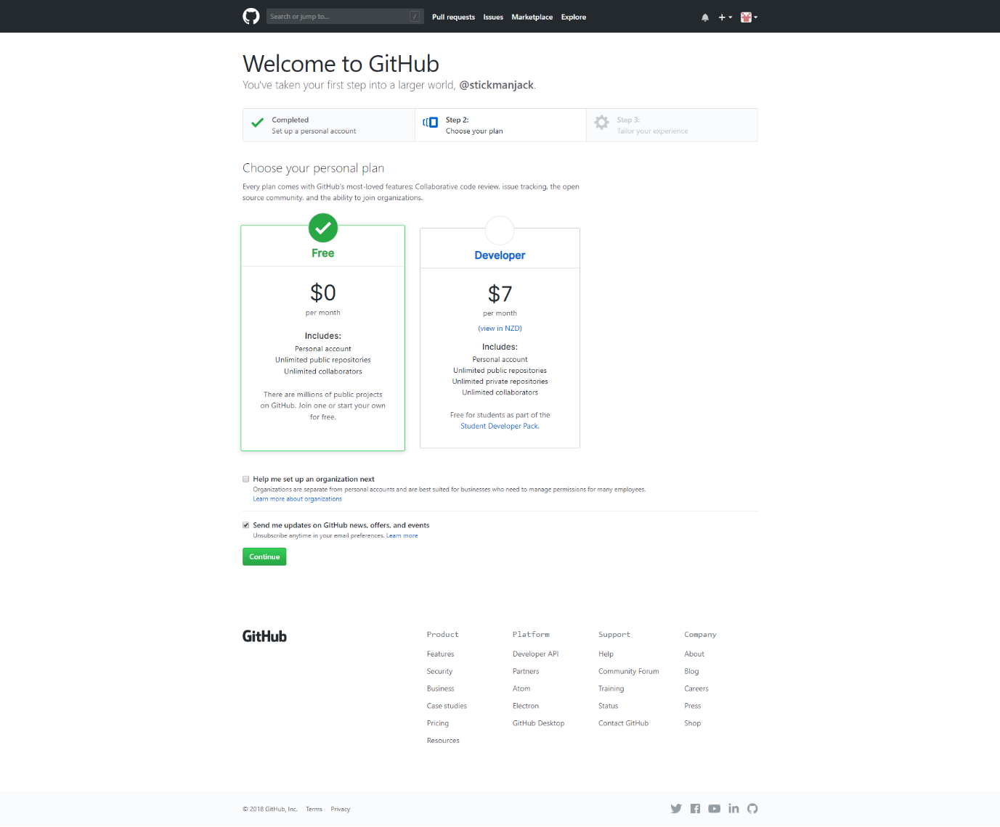 Search or jump to...
/
Pull requests
Issues
Marketplace
Explore
Welcome to GitHub
You've taken your first step into a larger world, @stickmanjack.
Completed
Set up a personal account
Step 2:
Choose your plan
Step 3:
Tailor your experience
Choose your personal plan
Every plan comes with GitHub's most-loved features: Collaborative code review, issue tracking, the open
source community, and the ability to join organizations.
Free
$0
per month
Includes:
Personal account
Unlimited public repositories
Unlimited collaborators
There are millions of public projects
on GitHub. Join one or start your own
for free.
Developer
$7
per month
(view in NZD)
Includes:
Personal account
Unlimited public repositories
Unlimited private repositories
Unlimited collaborators
Free for students as part of the
Student Developer Pack.
Help me set up an organization next
Organizations are separate from personal accounts and are best suited for businesses who need to manage permissions for many employees.
Learn more about organizations
Send me updates on GitHub news, offers, and events
Unsubscribe anytime in your email preferences. Learn more
Continue
GitHub
Product
Features
Security
Business
Case studies
Pricing
Resources
Platform
Developer API
Partners
Atom
Electron
GitHub Desktop
Support
Help
Community Forum
Training
Status
Contact GitHub
Company
About
Blog
Careers
Press
Shop
© 2018 GitHub, Inc.
Terms
Privacy